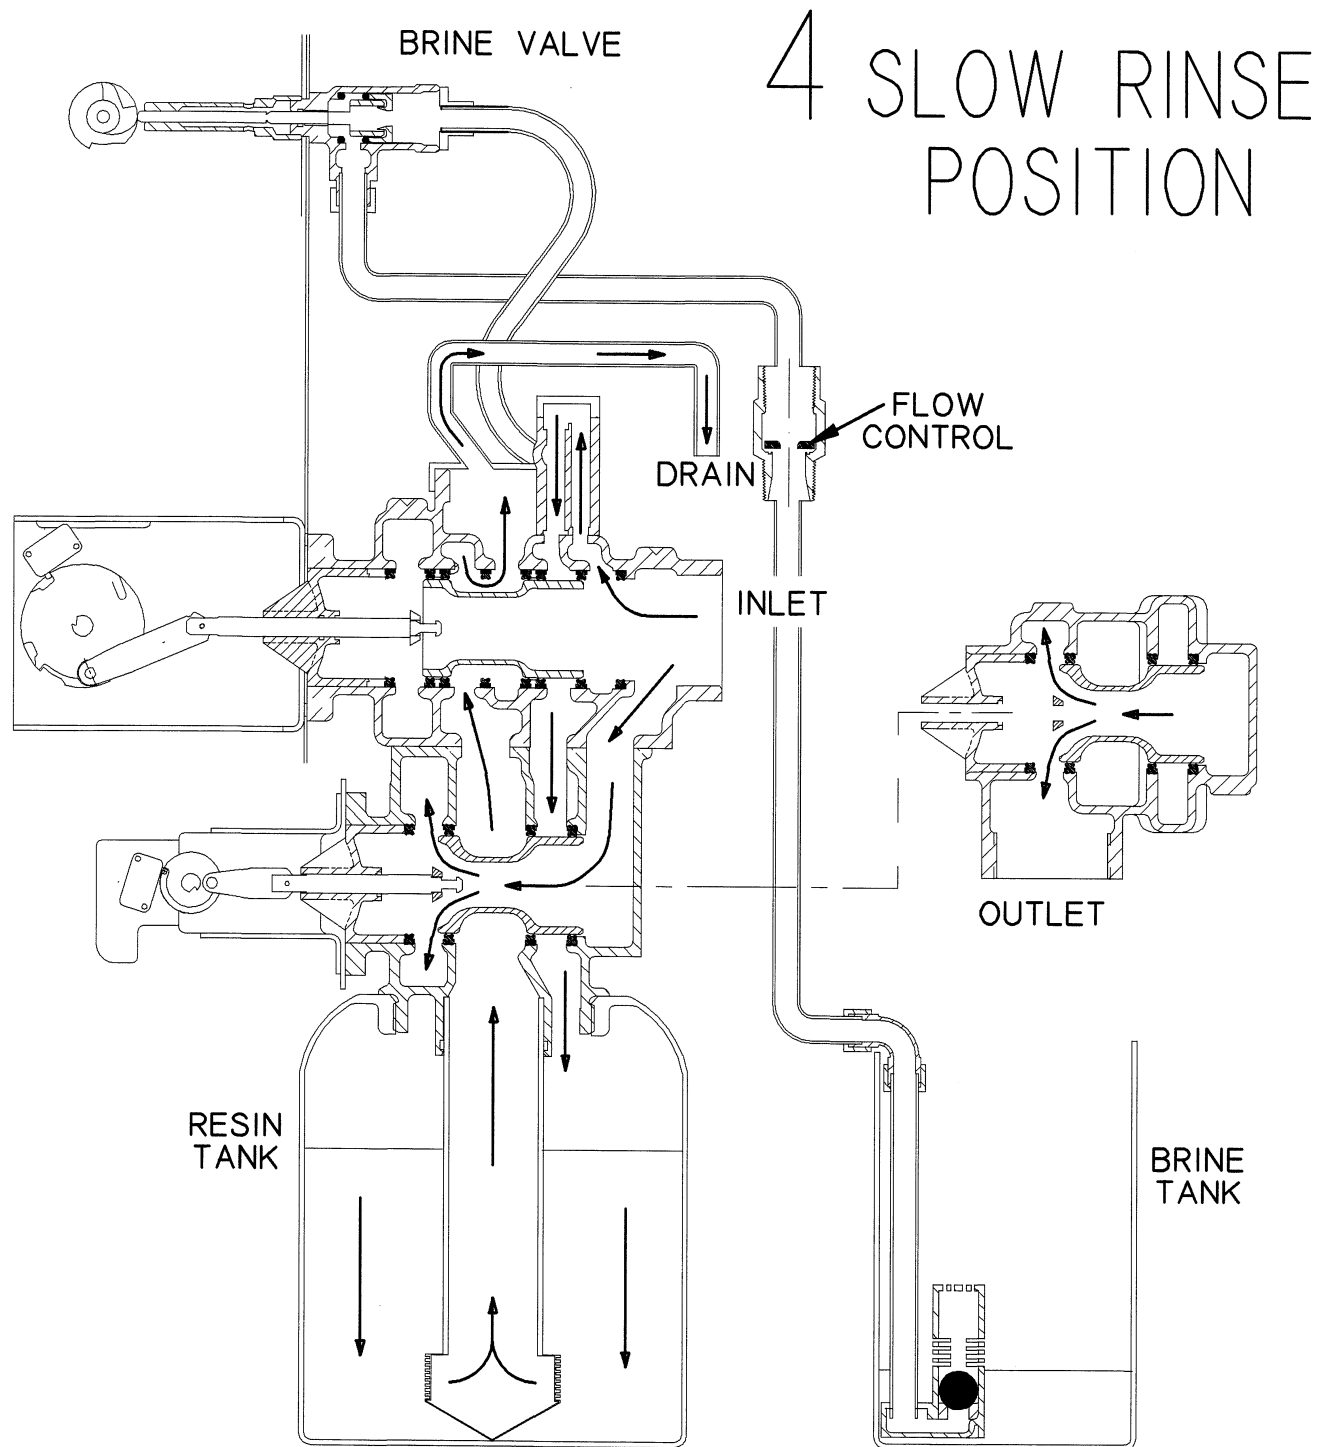 BRINE VALVE
4 SLOW RINSE
POSITION
FLOW
CONTROL
DRAIN
INLET
OUTLET
RESIN
TANK
BRINE
TANK